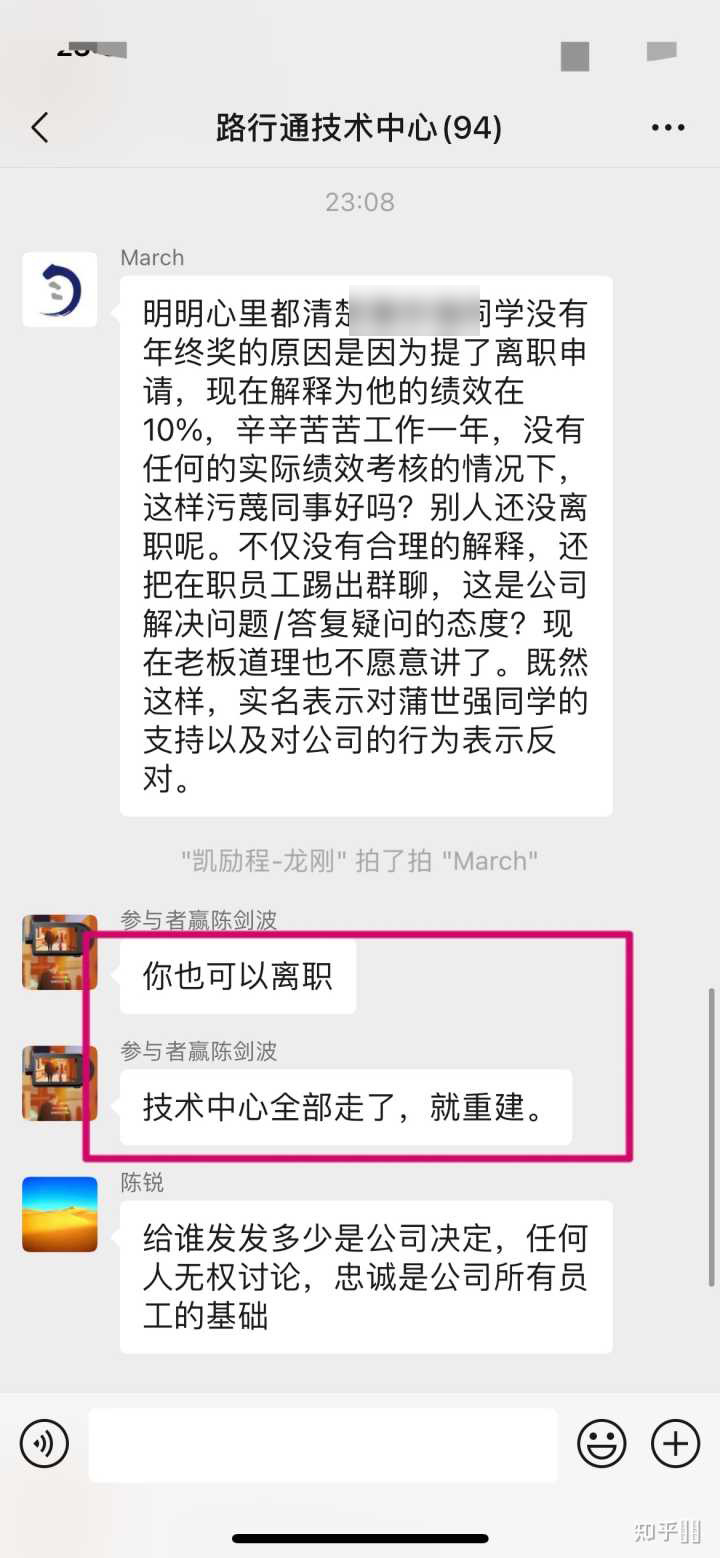 路行通技术中心(94)
23:08
March
明明心里都清楚同学没有
年终奖的原因是因为提了离职申
请，现在解释为他的绩效在
10%，辛辛苦苦工作一年，没有
任何的实际绩效考核的情况下，
这样污蔑同事好吗？别人还没离
职呢。不仅没有合理的解释，还
把在职员工踢出群聊，这是公司
解决问题/答复疑问的态度？现
在老板道理也不愿意讲了。既然
这样，实名表示对蒲世强同学的
支持以及对公司的行为表示反
对。
"凯励程-龙刚" 拍了拍 "March"
参与者赢陈剑波
你也可以离职
参与者赢陈剑波
技术中心全部走了，就重建。
陈锐
给谁发发多少是公司决定，任何
人无权讨论，忠诚是公司所有员
工的基础
知乎